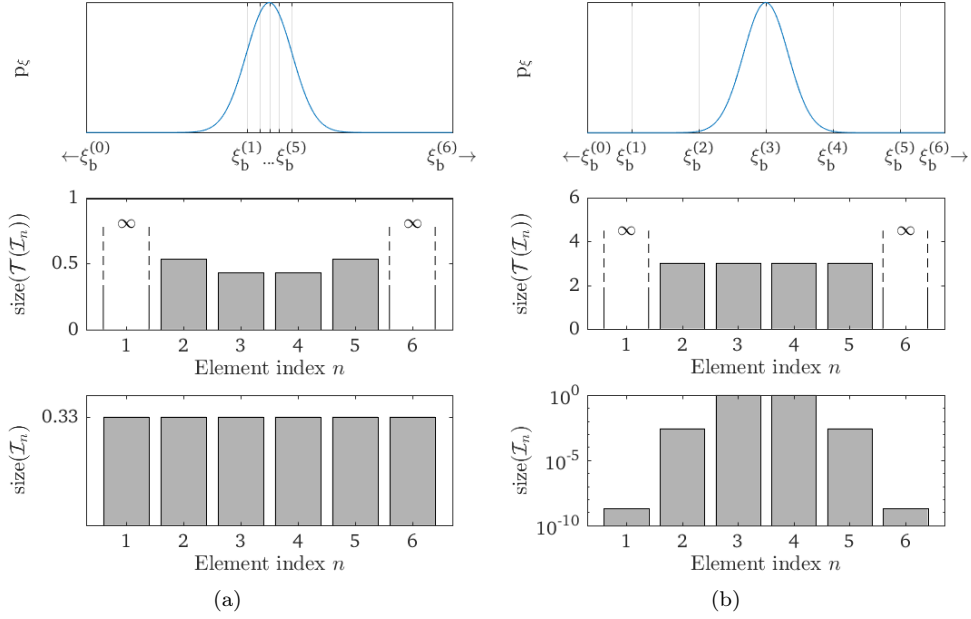 p_ξ
←ξ_b^(0) ξ_b^(1) ...ξ_b^(5) ξ_b^(6)→
size(𝒯(ℐ_n))
1
0.5
0
∞ ∞
1 2 3 4 5 6
Element index n
size(ℐ_n)
0.33
1 2 3 4 5 6
Element index n
(a)
p_ξ
←ξ_b^(0) ξ_b^(1) ξ_b^(2) ξ_b^(3) ξ_b^(4) ξ_b^(5) ξ_b^(6)→
size(𝒯(ℐ_n))
6
4
2
0
∞ ∞
1 2 3 4 5 6
Element index n
size(ℐ_n)
10^0
10^-5
10^-10
1 2 3 4 5 6
Element index n
(b)